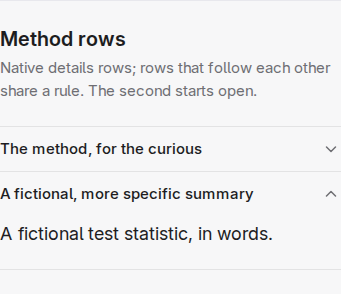 Method rows
Native details rows; rows that follow each other
share a rule. The second starts open.
The method, for the curious
A fictional, more specific summary
A fictional test statistic, in words.